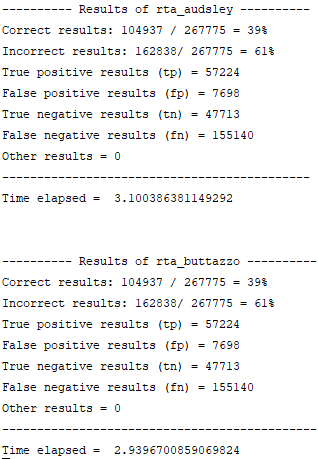 ---------- Results of rta_audsley ----------
Correct results: 104937 / 267775 = 39%
Incorrect results: 162838/ 267775 = 61%
True positive results (tp) = 57224
False positive results (fp) = 7698
True negative results (tn) = 47713
False negative results (fn) = 155140
Other results = 0
--------------------------------------------
Time elapsed =  3.100386381149292
---------- Results of rta_buttazzo ----------
Correct results: 104937 / 267775 = 39%
Incorrect results: 162838/ 267775 = 61%
True positive results (tp) = 57224
False positive results (fp) = 7698
True negative results (tn) = 47713
False negative results (fn) = 155140
Other results = 0
---------------------------------------------
Time elapsed =  2.9396700859069824